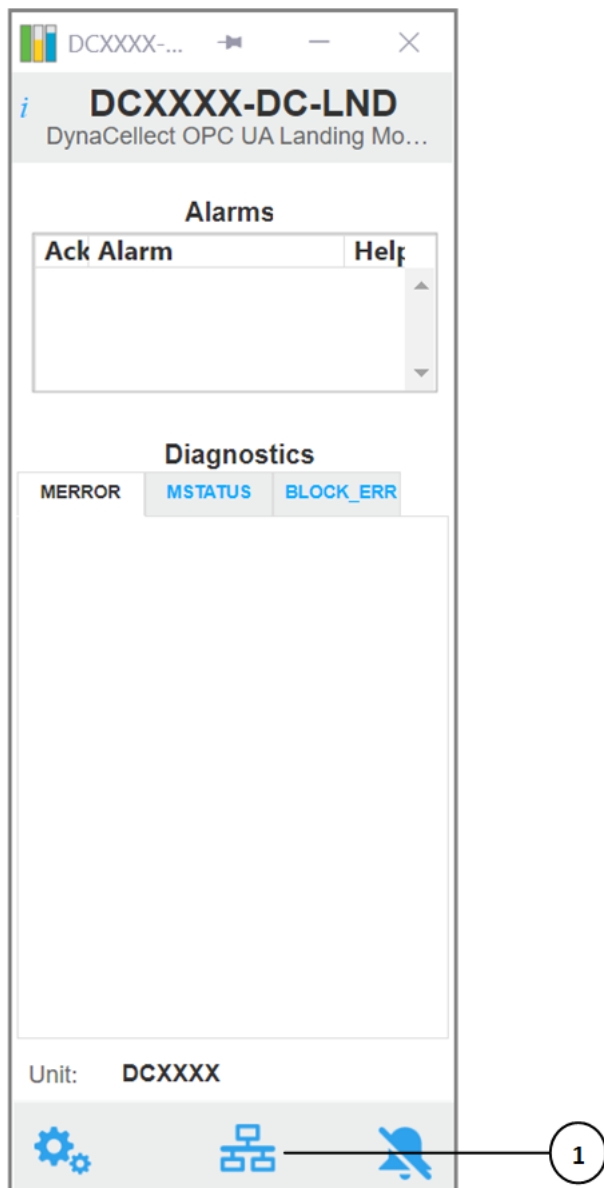 DCXXXX-...
i DCXXXX-DC-LND
DynaCellect OPC UA Landing Mo...
Alarms
Ack Alarm Help
Diagnostics
MERROR MSTATUS BLOCK_ERR
Unit: DCXXXX
1